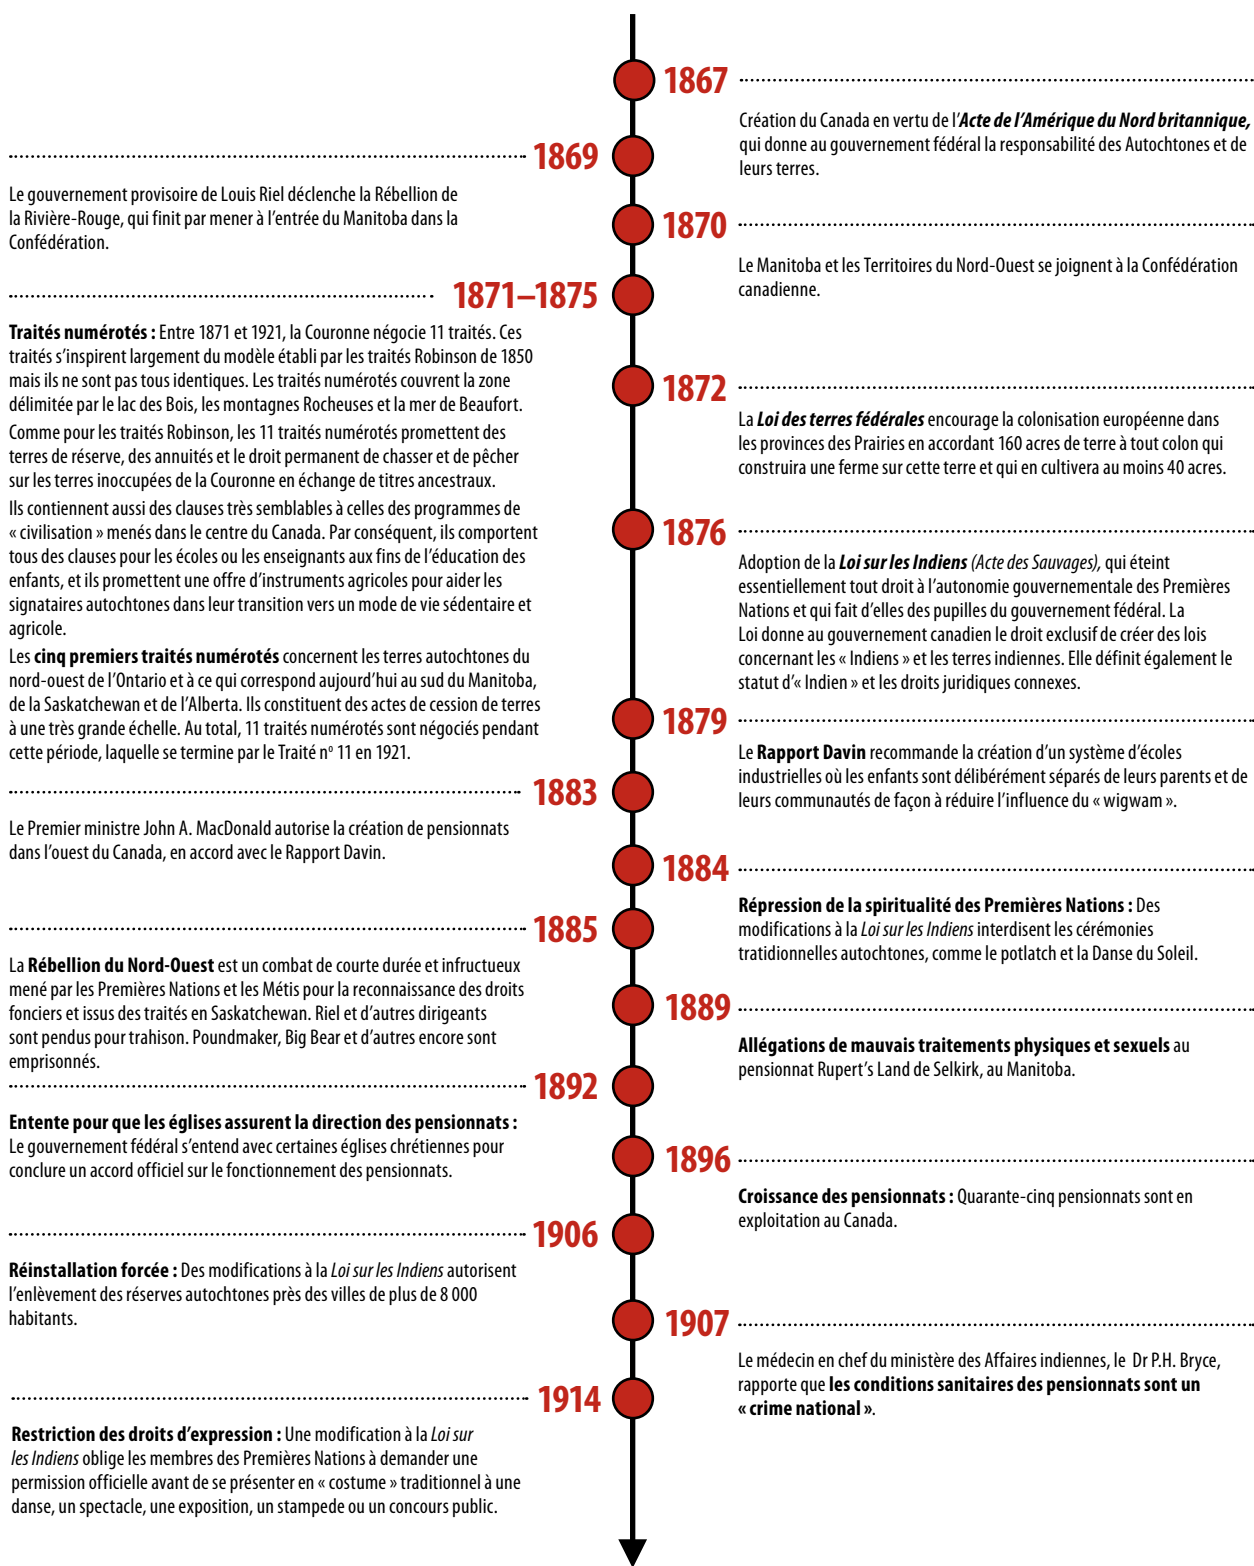 1867
Création du Canada en vertu de l’Acte de l’Amérique du Nord britannique,
qui donne au gouvernement fédéral la responsabilité des Autochtones et de
leurs terres.
1869
Le gouvernement provisoire de Louis Riel déclenche la Rébellion de
la Rivière-Rouge, qui finit par mener à l’entrée du Manitoba dans la
Confédération.
1870
Le Manitoba et les Territoires du Nord-Ouest se joignent à la Confédération
canadienne.
1871–1875
Traités numérotés : Entre 1871 et 1921, la Couronne négocie 11 traités. Ces
traités s’inspirent largement du modèle établi par les traités Robinson de 1850
mais ils ne sont pas tous identiques. Les traités numérotés couvrent la zone
délimitée par le lac des Bois, les montagnes Rocheuses et la mer de Beaufort.
Comme pour les traités Robinson, les 11 traités numérotés promettent des
terres de réserve, des annuités et le droit permanent de chasser et de pêcher
sur les terres inoccupées de la Couronne en échange de titres ancestraux.
Ils contiennent aussi des clauses très semblables à celles des programmes de
« civilisation » menés dans le centre du Canada. Par conséquent, ils comportent
tous des clauses pour les écoles ou les enseignants aux fins de l’éducation des
enfants, et ils promettent une offre d’instruments agricoles pour aider les
signataires autochtones dans leur transition vers un mode de vie sédentaire et
agricole.
Les cinq premiers traités numérotés concernent les terres autochtones du
nord-ouest de l’Ontario et à ce qui correspond aujourd’hui au sud du Manitoba,
de la Saskatchewan et de l’Alberta. Ils constituent des actes de cession de terres
à une très grande échelle. Au total, 11 traités numérotés sont négociés pendant
cette période, laquelle se termine par le Traité nº 11 en 1921.
1872
La Loi des terres fédérales encourage la colonisation européenne dans
les provinces des Prairies en accordant 160 acres de terre à tout colon qui
construira une ferme sur cette terre et qui en cultivera au moins 40 acres.
1876
Adoption de la Loi sur les Indiens (Acte des Sauvages), qui éteint
essentiellement tout droit à l’autonomie gouvernementale des Premières
Nations et qui fait d’elles des pupilles du gouvernement fédéral. La
Loi donne au gouvernement canadien le droit exclusif de créer des lois
concernant les « Indiens » et les terres indiennes. Elle définit également le
statut d’« Indien » et les droits juridiques connexes.
1879
Le Rapport Davin recommande la création d’un système d’écoles
industrielles où les enfants sont délibérément séparés de leurs parents et de
leurs communautés de façon à réduire l’influence du « wigwam ».
1883
Le Premier ministre John A. MacDonald autorise la création de pensionnats
dans l’ouest du Canada, en accord avec le Rapport Davin.
1884
Répression de la spiritualité des Premières Nations : Des
modifications à la Loi sur les Indiens interdisent les cérémonies
tratidionnelles autochtones, comme le potlatch et la Danse du Soleil.
1885
La Rébellion du Nord-Ouest est un combat de courte durée et infructueux
mené par les Premières Nations et les Métis pour la reconnaissance des droits
fonciers et issus des traités en Saskatchewan. Riel et d’autres dirigeants
sont pendus pour trahison. Poundmaker, Big Bear et d’autres encore sont
emprisonnés.
1889
Allégations de mauvais traitements physiques et sexuels au
pensionnat Rupert’s Land de Selkirk, au Manitoba.
1892
Entente pour que les églises assurent la direction des pensionnats :
Le gouvernement fédéral s’entend avec certaines églises chrétiennes pour
conclure un accord officiel sur le fonctionnement des pensionnats.
1896
Croissance des pensionnats : Quarante-cinq pensionnats sont en
exploitation au Canada.
1906
Réinstallation forcée : Des modifications à la Loi sur les Indiens autorisent
l’enlèvement des réserves autochtones près des villes de plus de 8 000
habitants.
1907
Le médecin en chef du ministère des Affaires indiennes, le Dr P.H. Bryce,
rapporte que les conditions sanitaires des pensionnats sont un
« crime national ».
1914
Restriction des droits d’expression : Une modification à la Loi sur
les Indiens oblige les membres des Premières Nations à demander une
permission officielle avant de se présenter en « costume » traditionnel à une
danse, un spectacle, une exposition, un stampede ou un concours public.